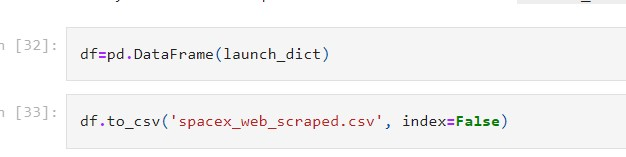 [32]:
df=pd.DataFrame(launch_dict)
[33]:
df.to_csv('spacex_web_scraped.csv', index=False)